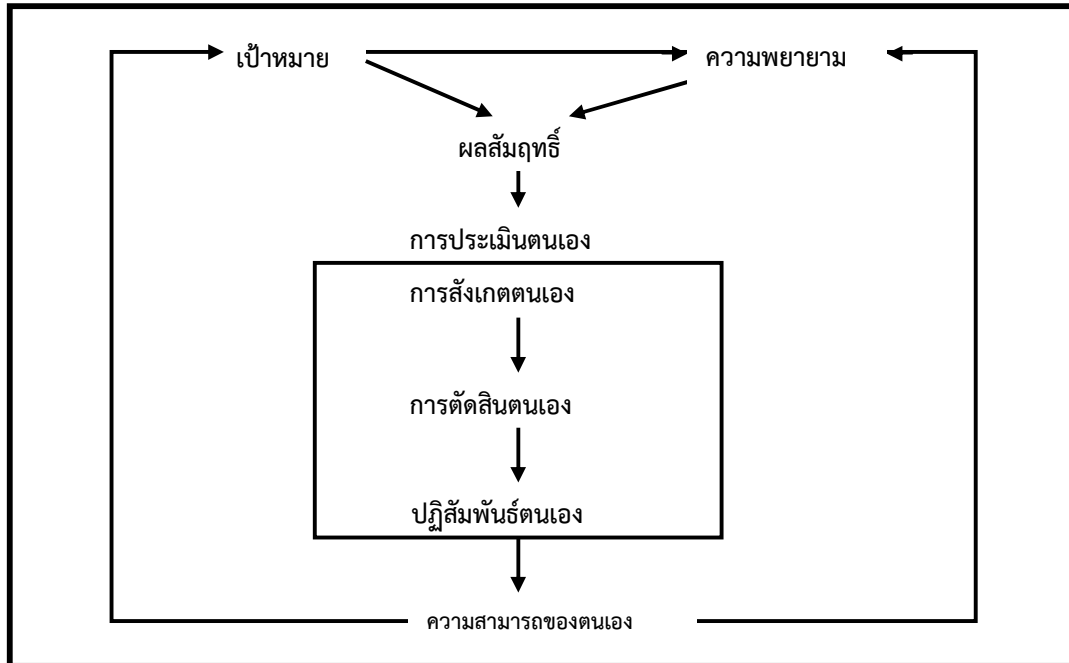 เป้าหมาย
ความพยายาม
ผลสัมฤทธิ์
การประเมินตนเอง
การสังเกตตนเอง
การตัดสินตนเอง
ปฏิสัมพันธ์ตนเอง
ความสามารถของตนเอง